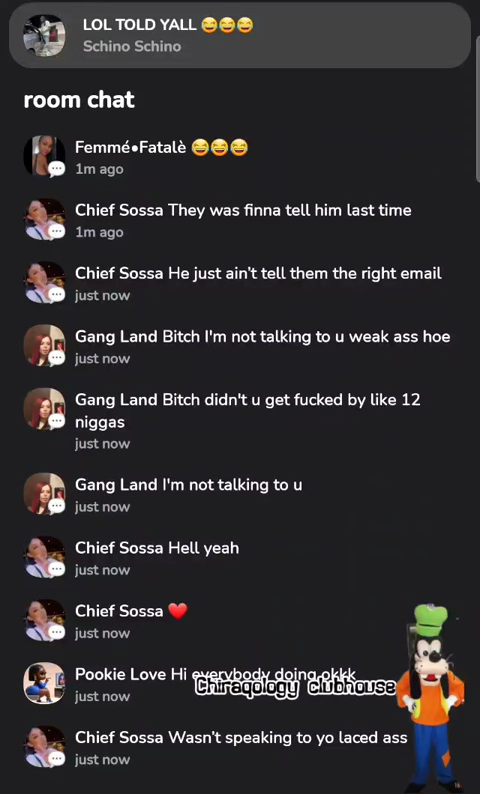 LOL TOLD YALL 😂😂😂
Schino Schino
room chat
Femmé•Fatalè 😂😂😂
1m ago
Chief Sossa They was finna tell him last time
1m ago
Chief Sossa He just ain't tell them the right email
just now
Gang Land Bitch I'm not talking to u weak ass hoe
just now
Gang Land Bitch didn't u get fucked by like 12
niggas
just now
Gang Land I'm not talking to u
just now
Chief Sossa Hell yeah
just now
Chief Sossa ❤️
just now
Pookie Love Hi everybody doing okkk
Chiraqology clubhouse
just now
Chief Sossa Wasn't speaking to yo laced ass
just now